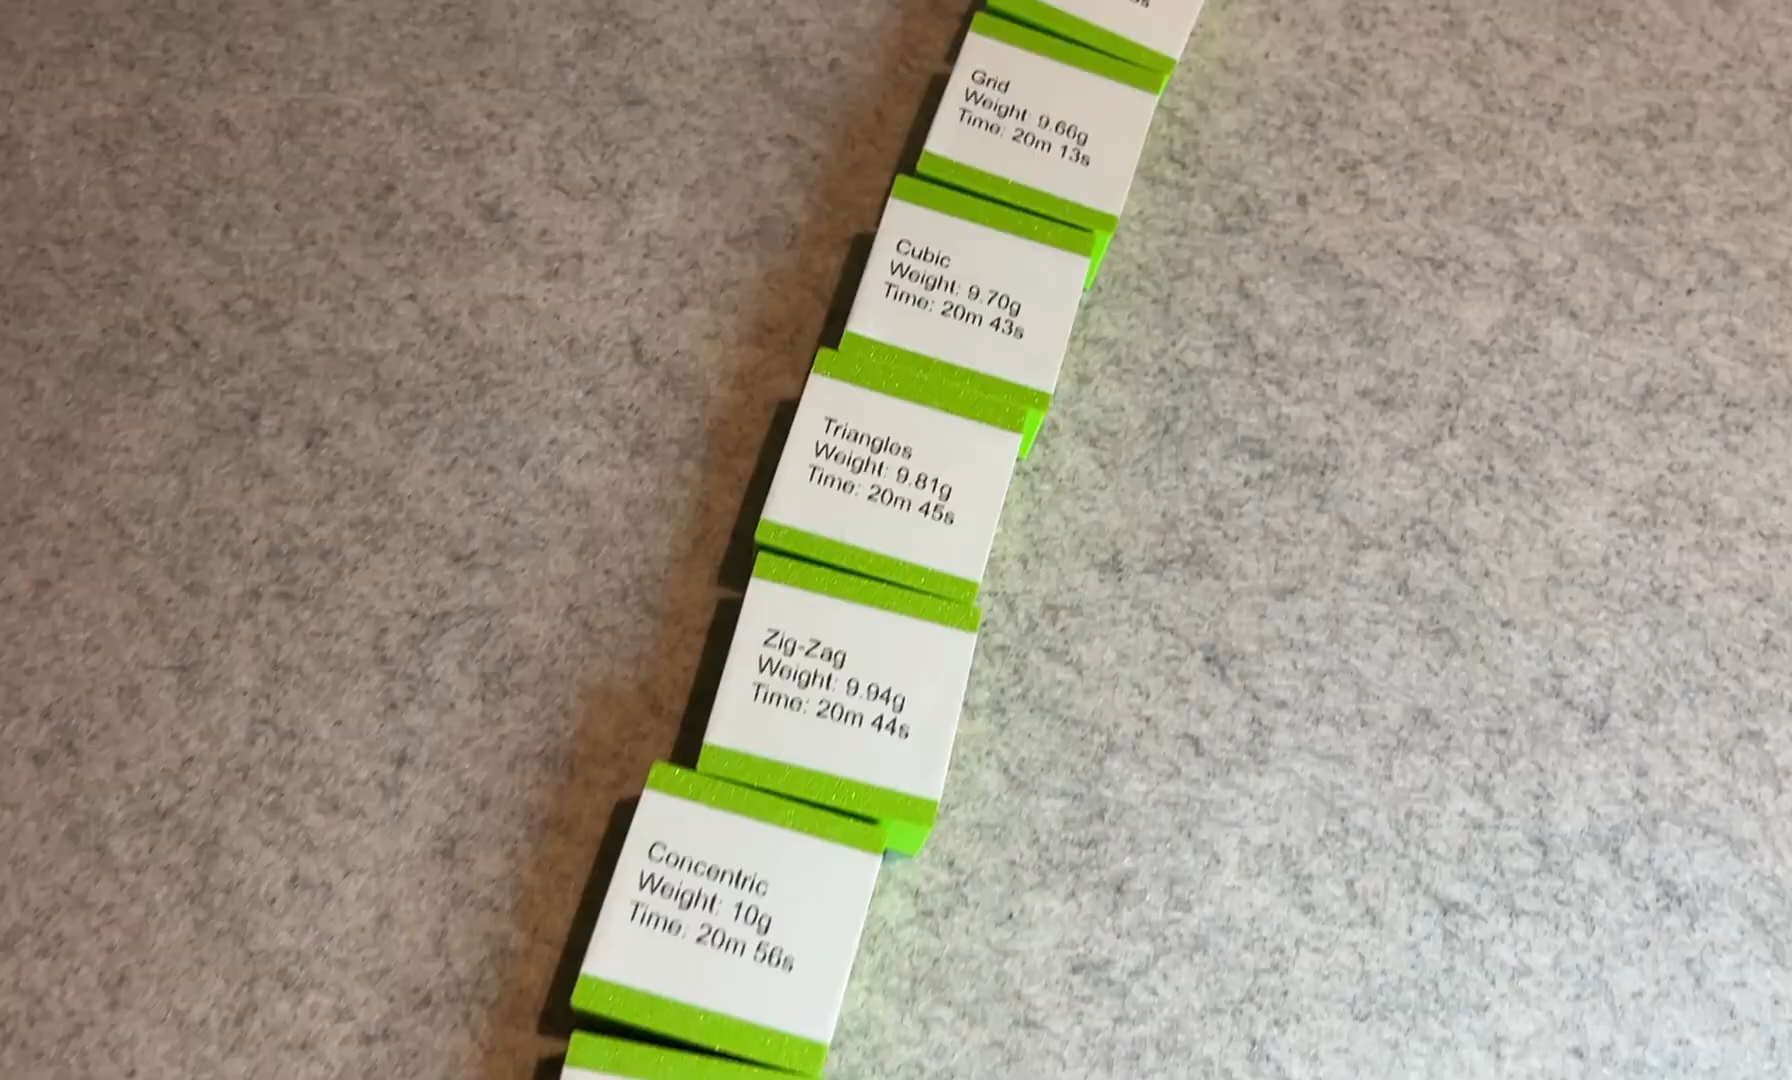 Grid
Weight: 9.66g
Time: 20m 13s
Cubic
Weight: 9.70g
Time: 20m 43s
Triangles
Weight: 9.81g
Time: 20m 45s
Zig-Zag
Weight: 9.94g
Time: 20m 44s
Concentric
Weight: 10g
Time: 20m 56s